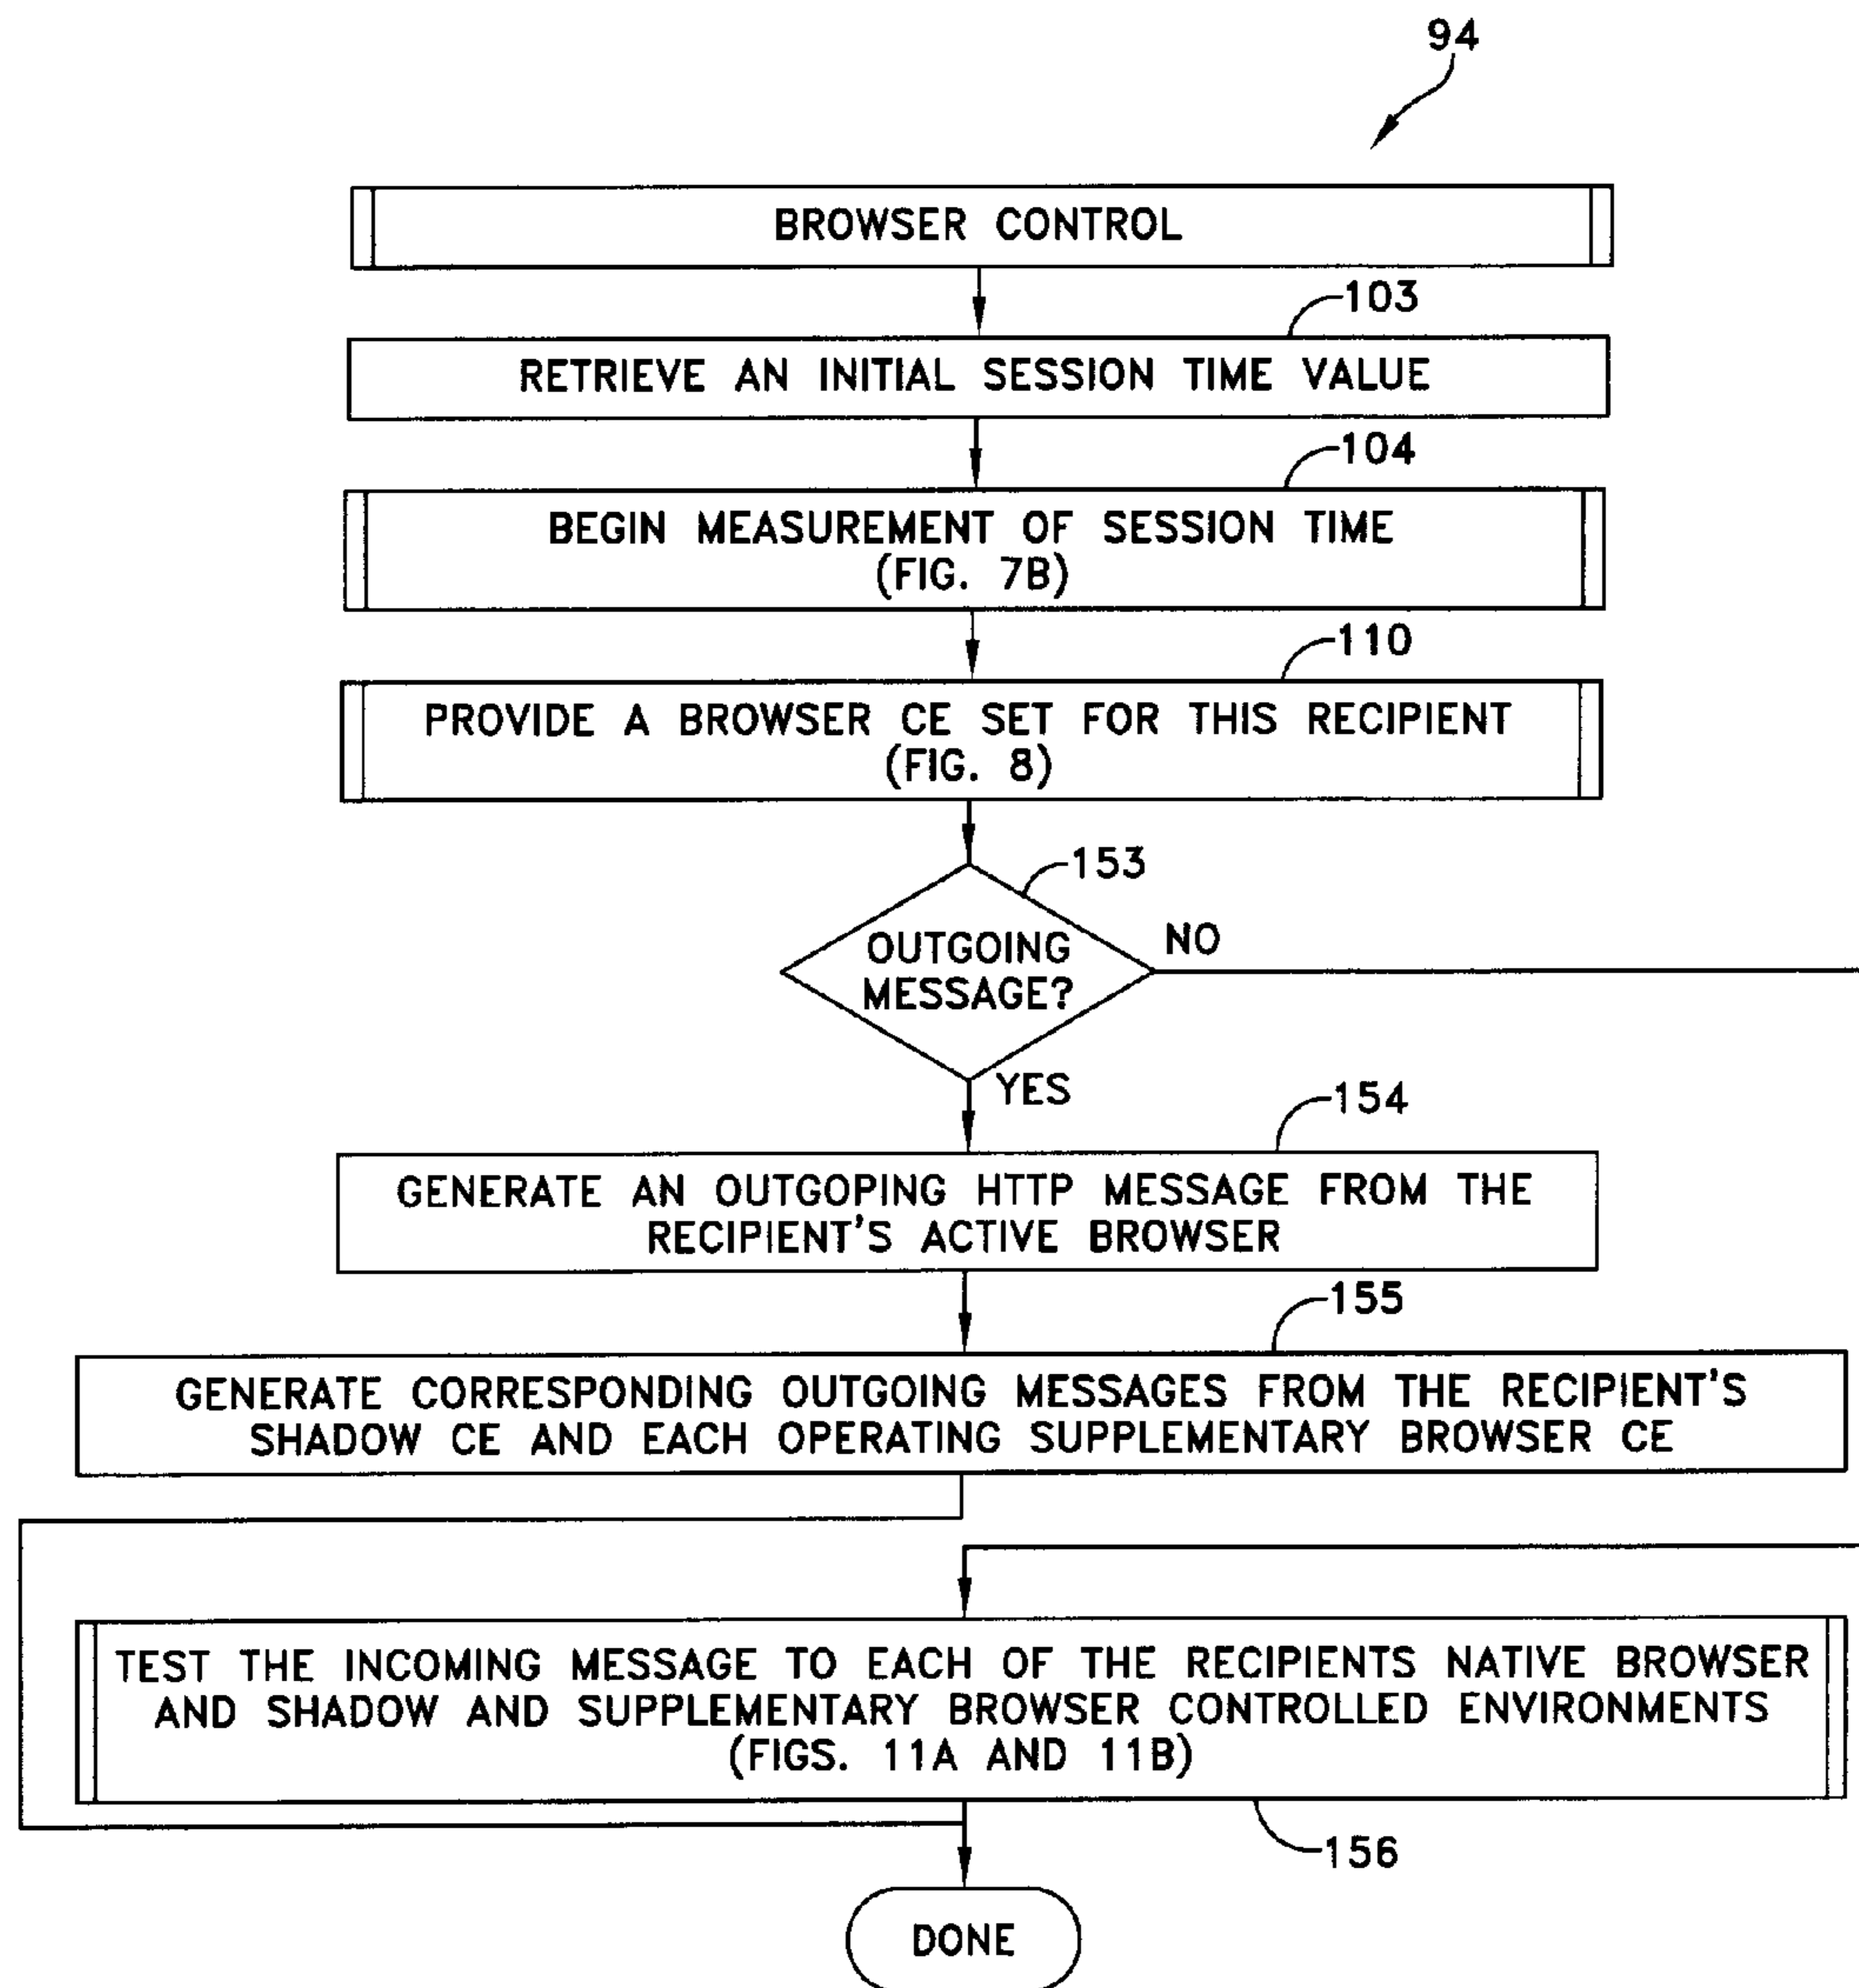 94
BROWSER CONTROL
103
RETRIEVE AN INITIAL SESSION TIME VALUE
104
BEGIN MEASUREMENT OF SESSION TIME
(FIG. 7B)
110
PROVIDE A BROWSER CE SET FOR THIS RECIPIENT
(FIG. 8)
153
OUTGOING
MESSAGE?
NO
YES
154
GENERATE AN OUTGOPING HTTP MESSAGE FROM THE
RECIPIENT'S ACTIVE BROWSER
155
GENERATE CORRESPONDING OUTGOING MESSAGES FROM THE RECIPIENT'S
SHADOW CE AND EACH OPERATING SUPPLEMENTARY BROWSER CE
TEST THE INCOMING MESSAGE TO EACH OF THE RECIPIENTS NATIVE BROWSER
AND SHADOW AND SUPPLEMENTARY BROWSER CONTROLLED ENVIRONMENTS
(FIGS. 11A AND 11B)
156
DONE